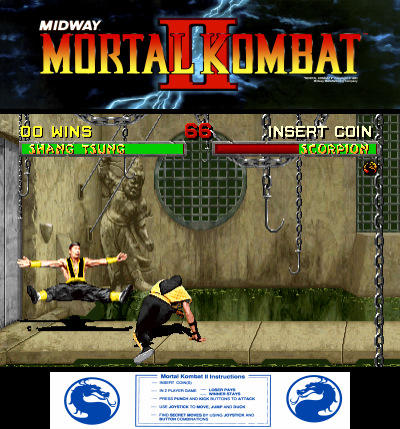 MIDWAY
MORTAL KOMBAT
II
00 WINS
66
INSERT COIN
SHANG TSUNG
SCORPION
Mortal Kombat II Instructions
— INSERT COIN(S)
— IN 2 PLAYER GAME — LOSER PAYS
— WINNER STAYS
— PRESS PUNCH AND KICK BUTTONS TO ATTACK
— USE JOYSTICK TO MOVE, JUMP AND DUCK
— FIND SECRET MOVES BY USING JOYSTICK AND
BUTTON COMBINATIONS